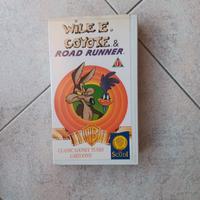 WILE E.
COYOTE &
ROAD RUNNER
CLASSIC LOONEY TUNES
CARTOONS